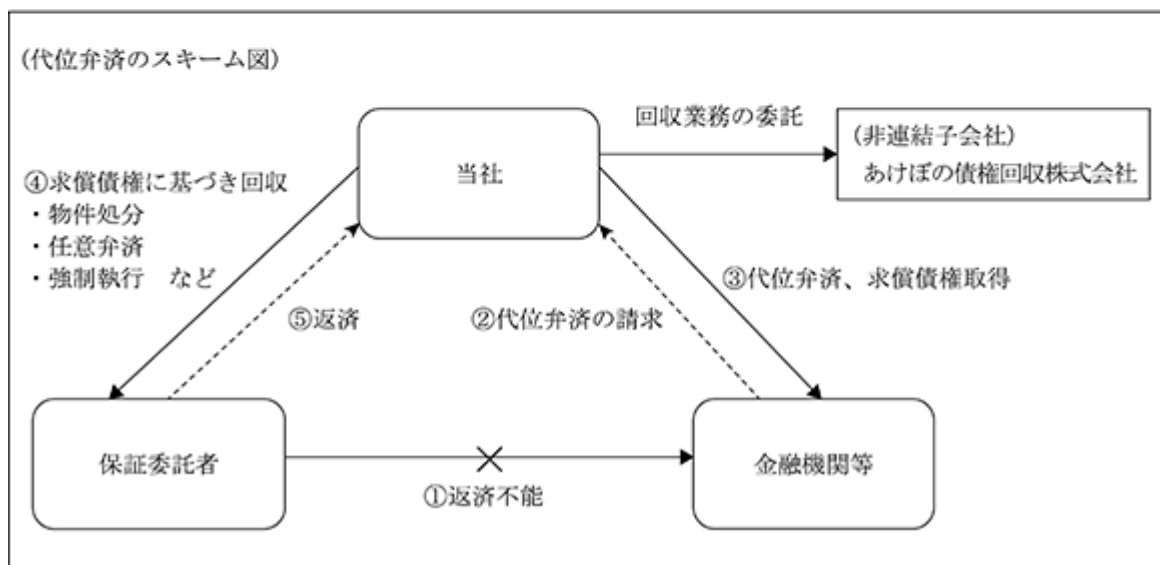 (代位弁済のスキーム図)
回収業務の委託
(非連結子会社)
あけぼの債権回収株式会社
当社
④求償債権に基づき回収
・物件処分
・任意弁済
・強制執行　など
③代位弁済、求償債権取得
⑤返済
②代位弁済の請求
保証委託者
金融機関等
①返済不能